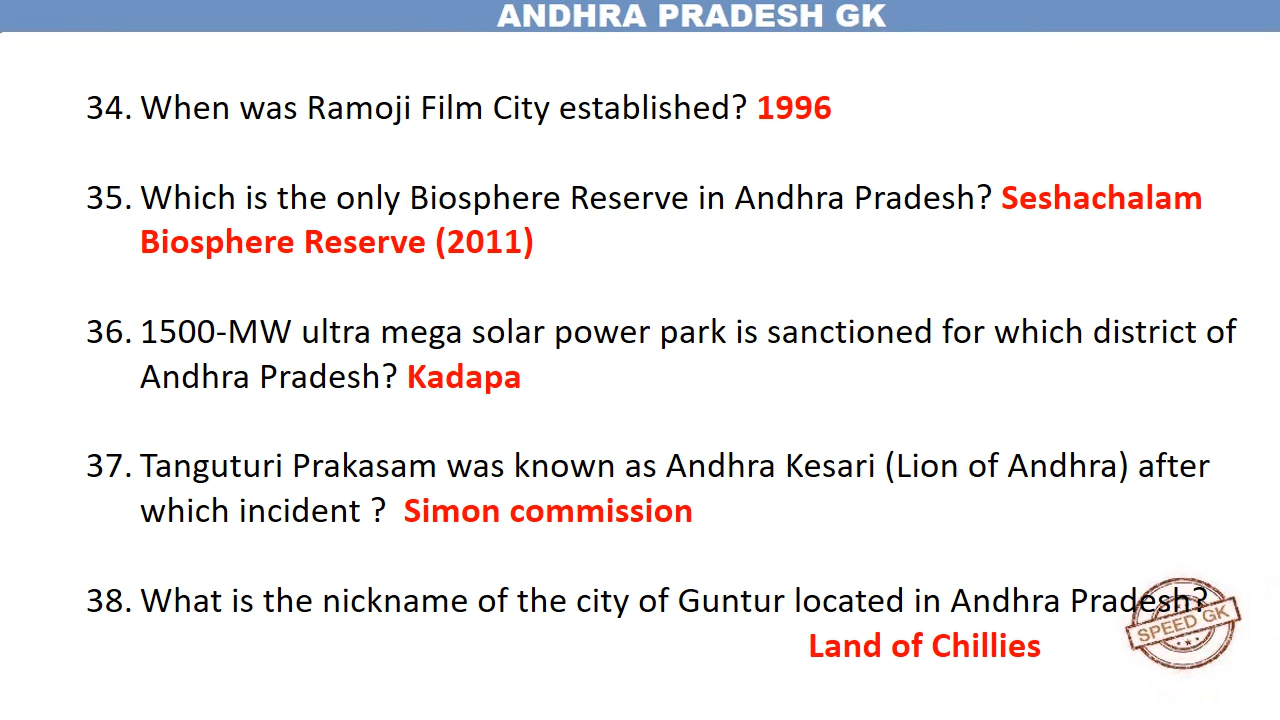 ANDHRA PRADESH GK
34. When was Ramoji Film City established? 1996
35. Which is the only Biosphere Reserve in Andhra Pradesh? Seshachalam
Biosphere Reserve (2011)
36. 1500-MW ultra mega solar power park is sanctioned for which district of
Andhra Pradesh? Kadapa
37. Tanguturi Prakasam was known as Andhra Kesari (Lion of Andhra) after
which incident ? Simon commission
38. What is the nickname of the city of Guntur located in Andhra Pradesh?
SPEED GK
Land of Chillies